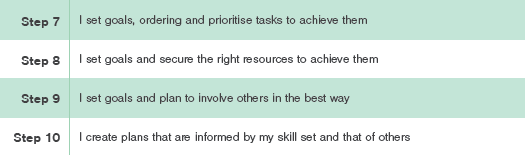 Step 7 I set goals, ordering and prioritise tasks to achieve them
Step 8 I set goals and secure the right resources to achieve them
Step 9 I set goals and plan to involve others in the best way
Step 10 I create plans that are informed by my skill set and that of others